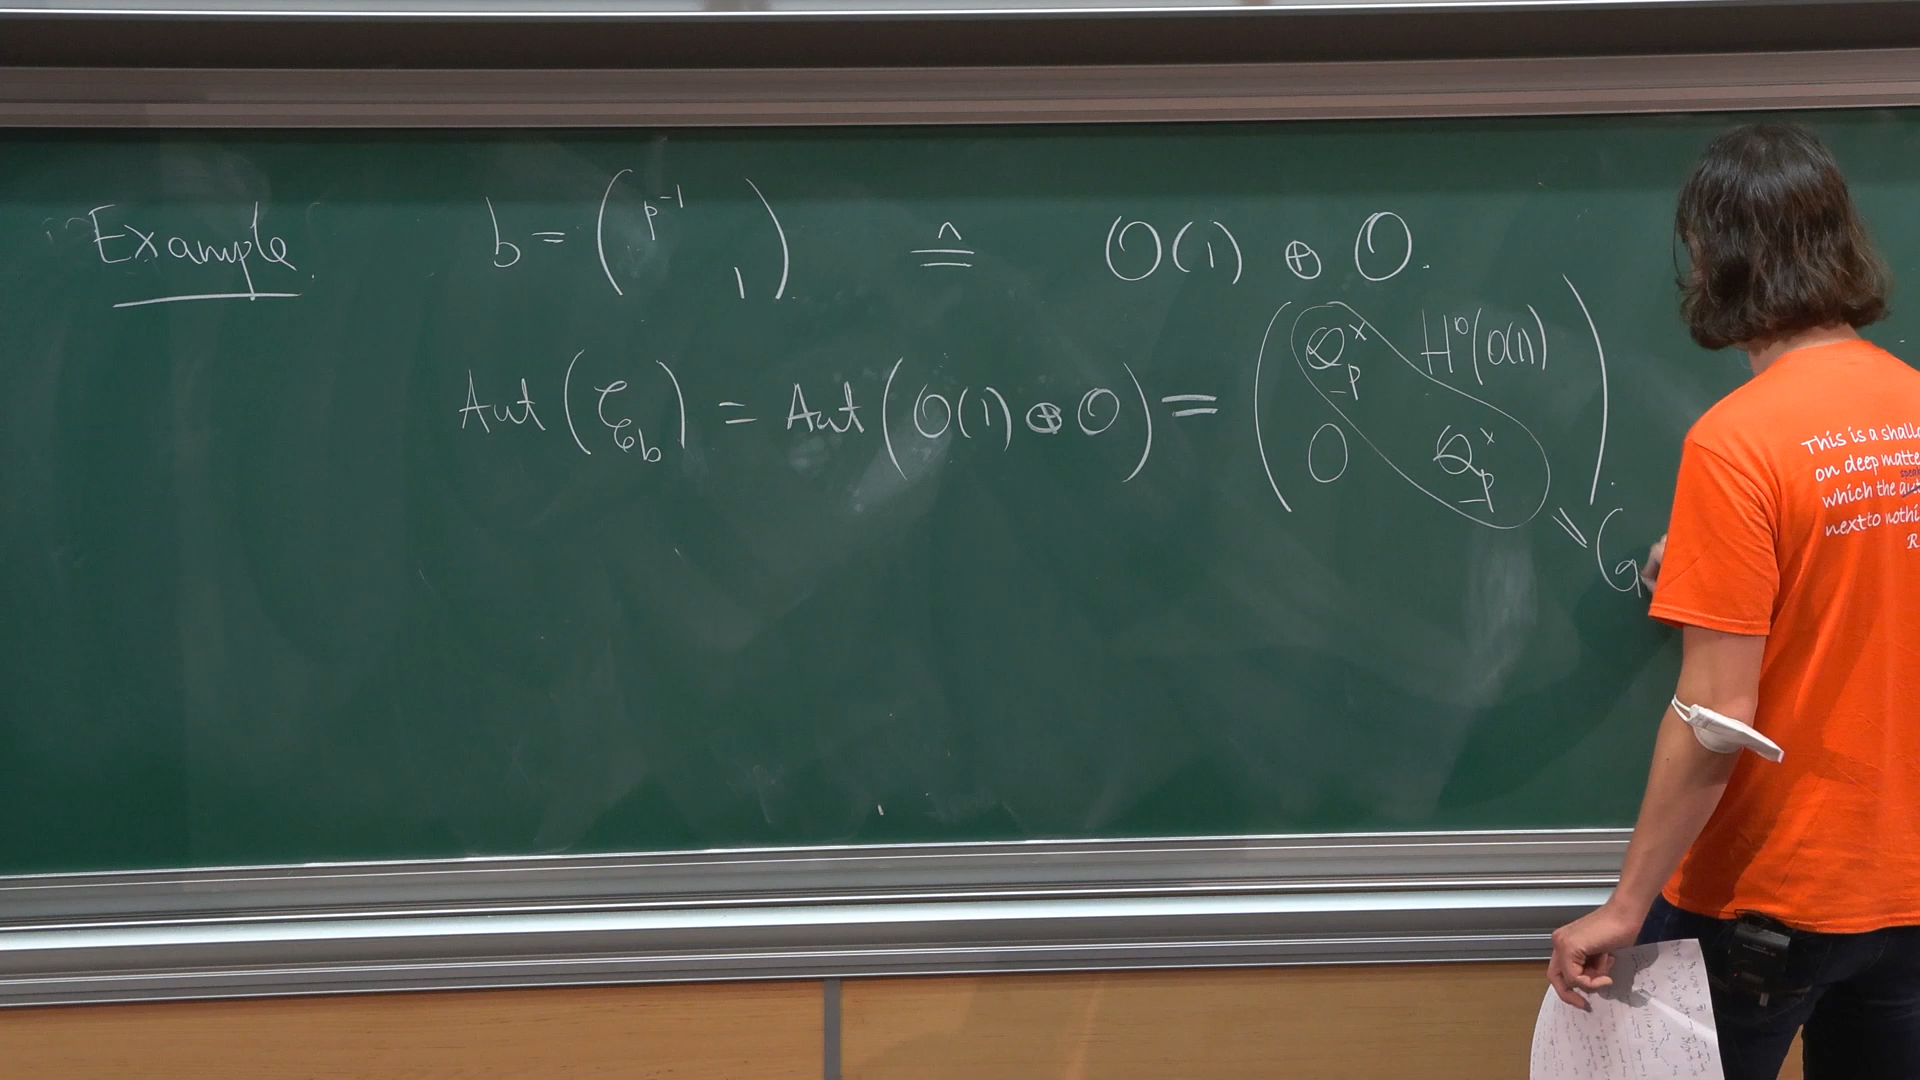 Example. b = ( p⁻¹ 1 ) ≙ O(1) ⊕ O.
Aut(ℰ_b) = Aut(O(1) ⊕ O) = ( Q_p^× H⁰(O(1)) 0 Q_p^× ).
G
This is a shallo
on deep matte
which the
next to nothi
R